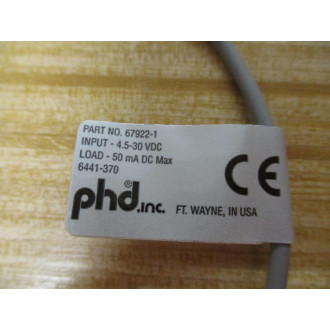 PART NO. 67922-1
INPUT - 4.5-30 VDC
LOAD - 50 mA DC Max
6441-370
CE
phd®.inc. FT. WAYNE, IN USA